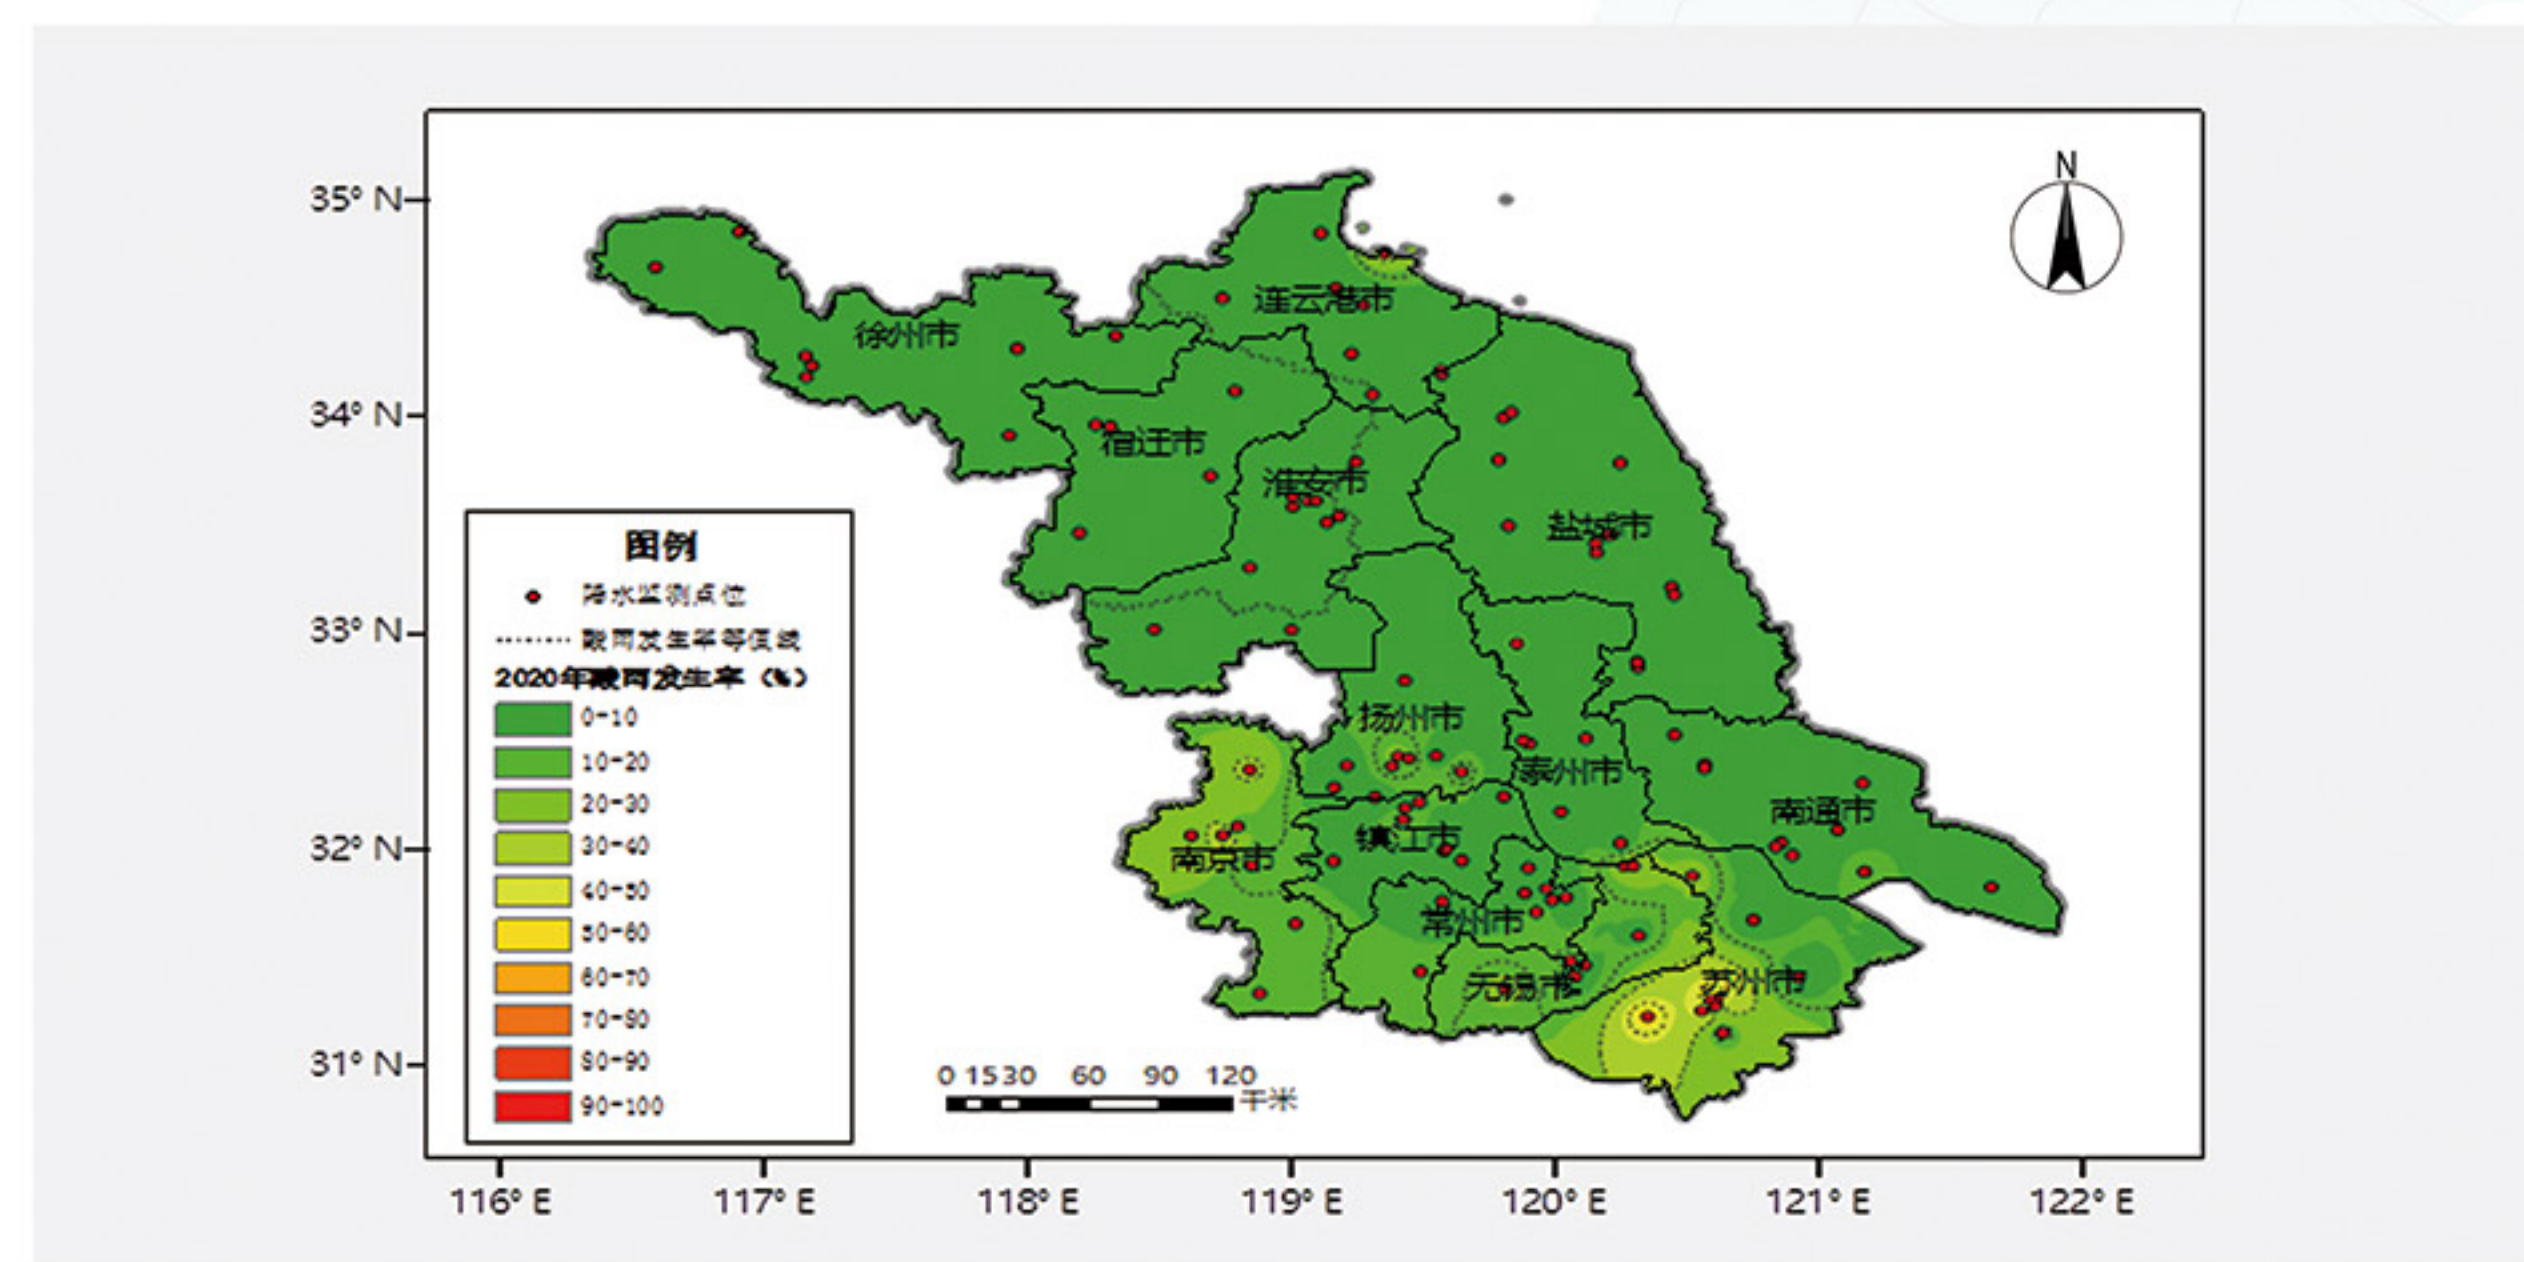 N
35° N
34° N
33° N
32° N
31° N
116° E
117° E
118° E
119° E
120° E
121° E
122° E
徐州市
连云港市
宿迁市
淮安市
盐城市
扬州市
泰州市
南通市
镇江市
南京市
常州市
无锡市
苏州市
图例
降水监测点位
酸雨发生率等值线
2020年酸雨发生率（%）
0-10
10-20
20-30
30-40
40-50
50-60
60-70
70-80
80-90
90-100
0 15 30 60 90 120
千米